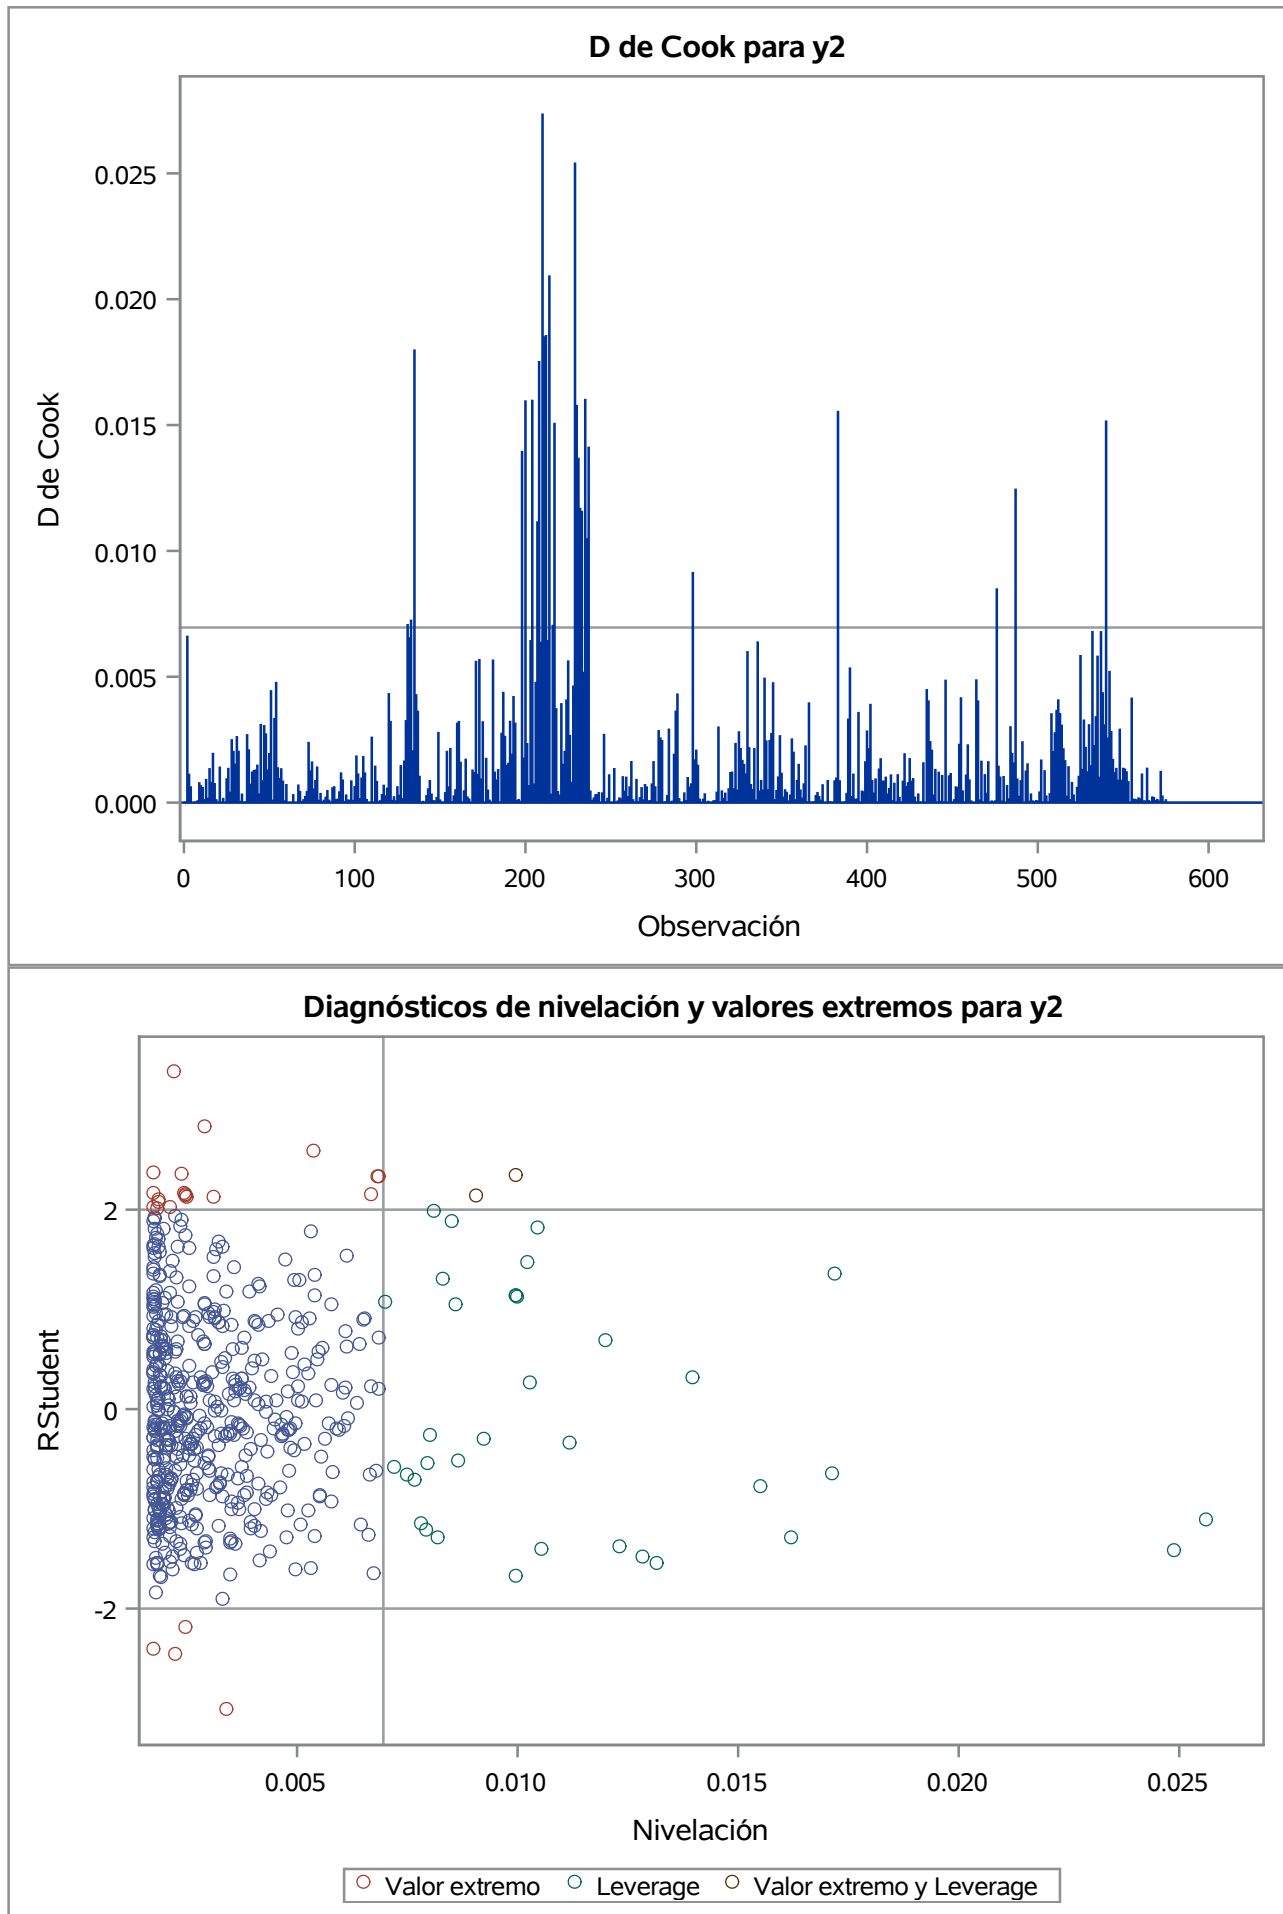 D de Cook para y2
0.025
0.020
0.015
0.010
0.005
0.000
D de Cook
0 100 200 300 400 500 600
Observación
Diagnósticos de nivelación y valores extremos para y2
2
0
-2
RStudent
0.005 0.010 0.015 0.020 0.025
Nivelación
Valor extremo Leverage Valor extremo y Leverage